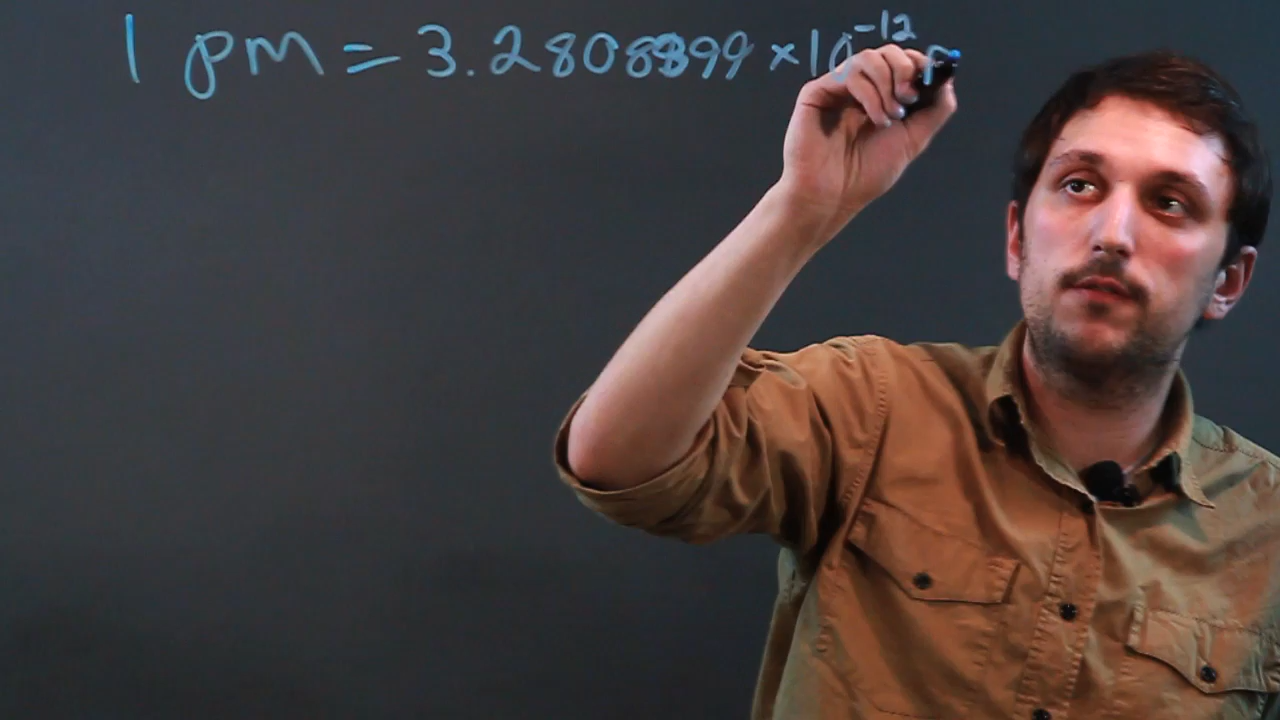 1 pm = 3.2808399 ×10⁻¹²